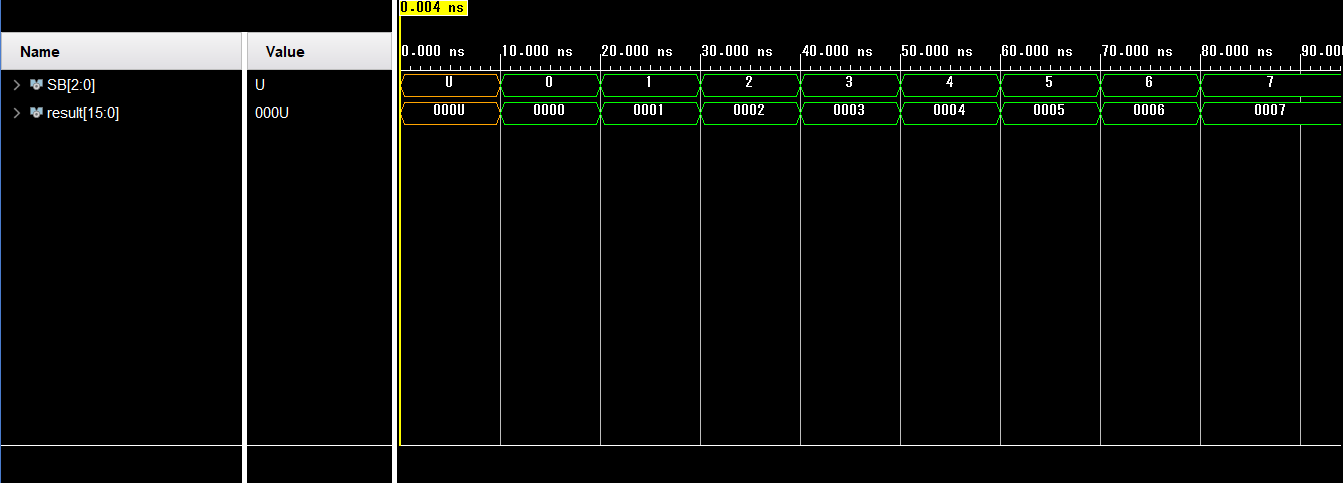 0.004 ns
Name Value 0.000 ns 10.000 ns 20.000 ns 30.000 ns 40.000 ns 50.000 ns 60.000 ns 70.000 ns 80.000 ns 90.00
SB[2:0] U U 0 1 2 3 4 5 6 7
result[15:0] 000U 000U 0000 0001 0002 0003 0004 0005 0006 0007